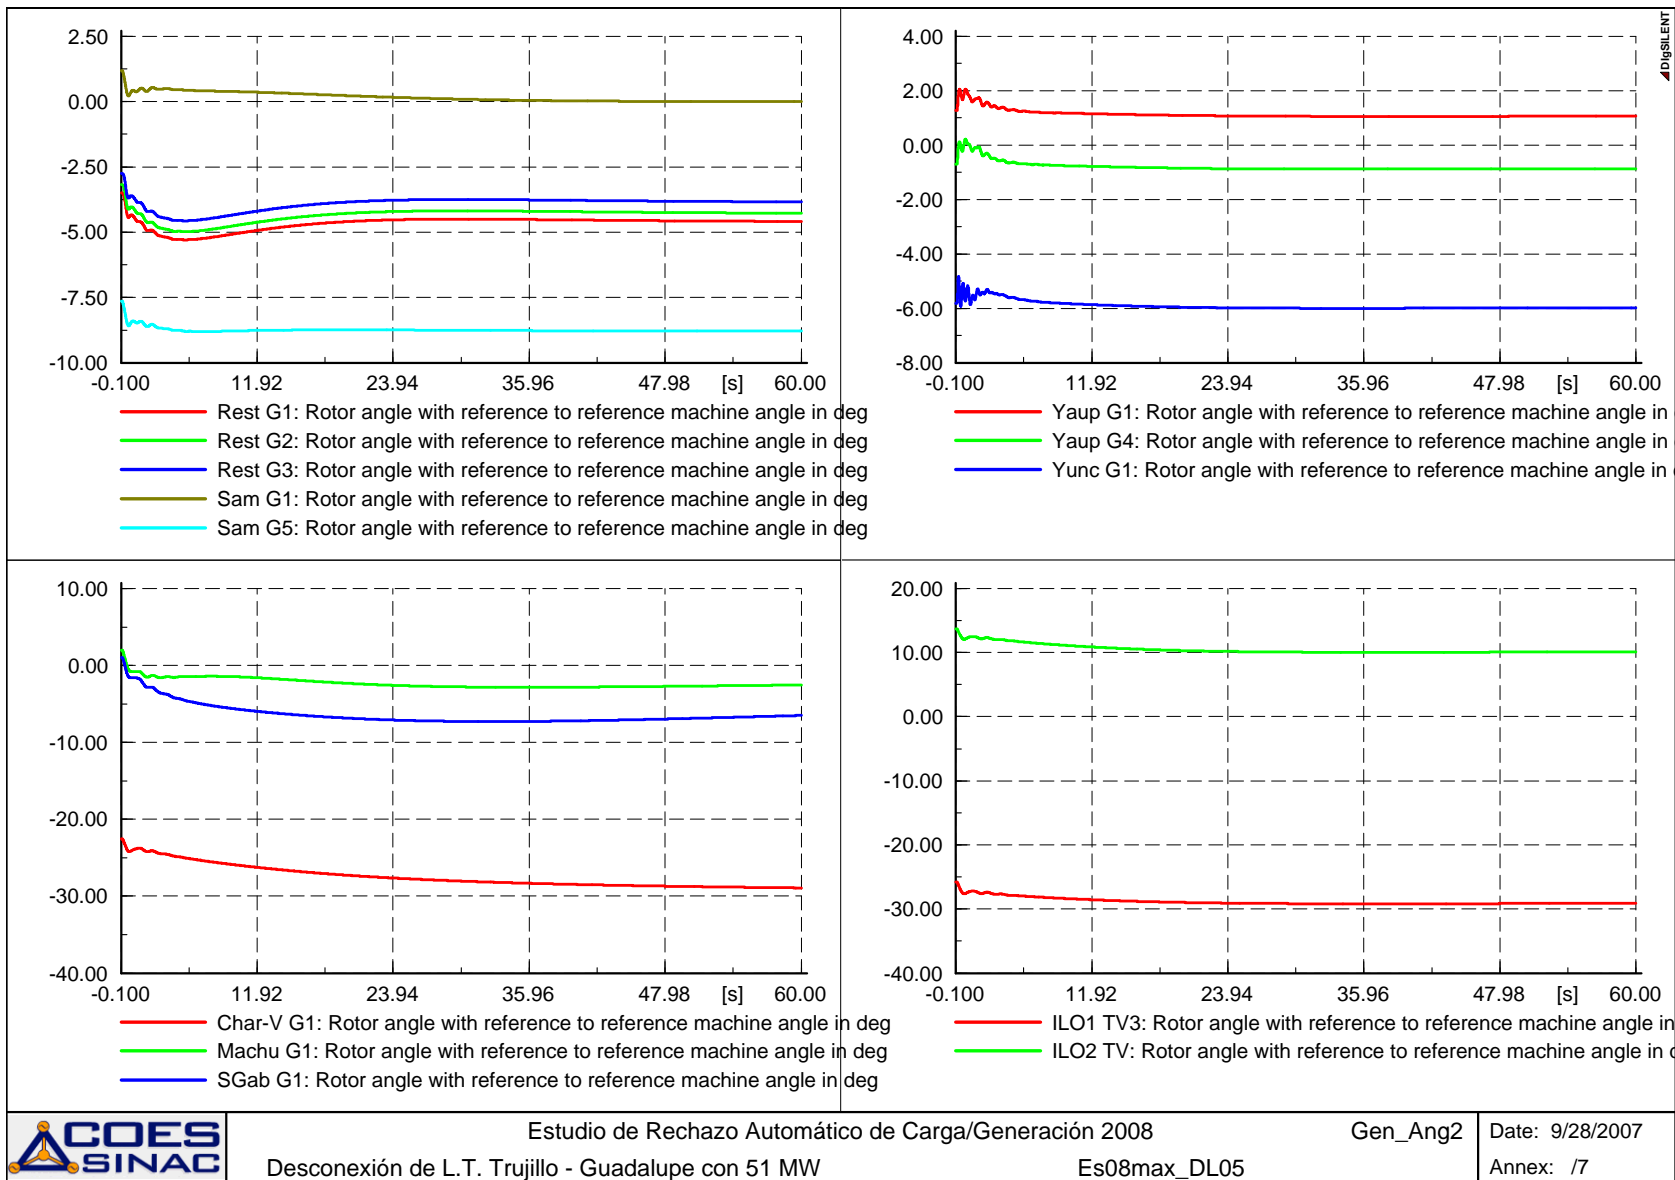 DIgSILENT
2.50
0.00
-2.50
-5.00
-7.50
-10.00
-0.100 11.92 23.94 35.96 47.98 [s] 60.00
Rest G1: Rotor angle with reference to reference machine angle in deg
Rest G2: Rotor angle with reference to reference machine angle in deg
Rest G3: Rotor angle with reference to reference machine angle in deg
Sam G1: Rotor angle with reference to reference machine angle in deg
Sam G5: Rotor angle with reference to reference machine angle in deg
4.00
2.00
0.00
-2.00
-4.00
-6.00
-8.00
-0.100 11.92 23.94 35.96 47.98 [s] 60.00
Yaup G1: Rotor angle with reference to reference machine angle in
Yaup G4: Rotor angle with reference to reference machine angle in
Yunc G1: Rotor angle with reference to reference machine angle in
10.00
0.00
-10.00
-20.00
-30.00
-40.00
-0.100 11.92 23.94 35.96 47.98 [s] 60.00
Char-V G1: Rotor angle with reference to reference machine angle in deg
Machu G1: Rotor angle with reference to reference machine angle in deg
SGab G1: Rotor angle with reference to reference machine angle in deg
20.00
10.00
0.00
-10.00
-20.00
-30.00
-40.00
-0.100 11.92 23.94 35.96 47.98 [s] 60.00
ILO1 TV3: Rotor angle with reference to reference machine angle in
ILO2 TV: Rotor angle with reference to reference machine angle in
COES
SINAC
Estudio de Rechazo Automático de Carga/Generación 2008 Gen_Ang2
Desconexión de L.T. Trujillo - Guadalupe con 51 MW Es08max_DL05
Date: 9/28/2007
Annex: /7